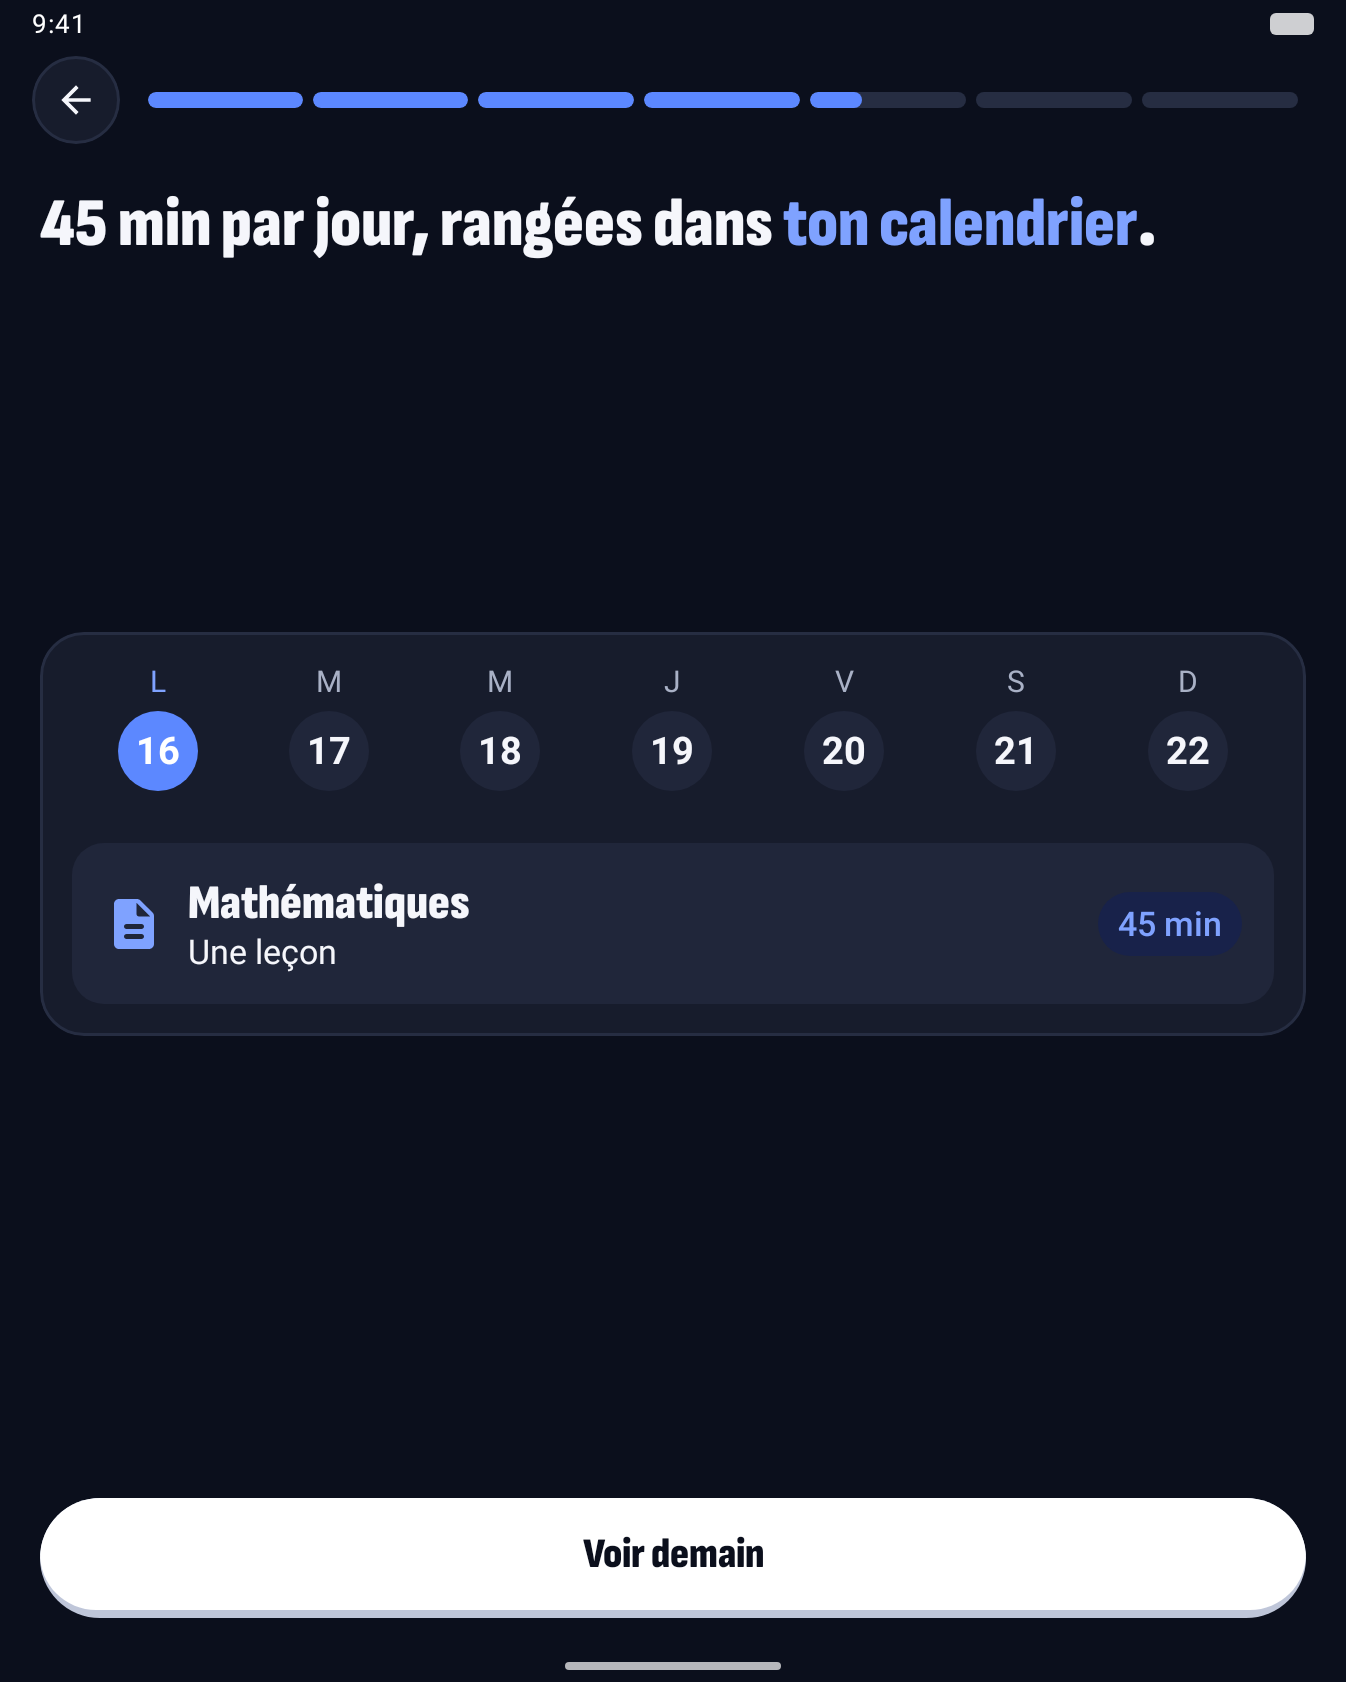 9:41
45 min par jour, rangées dans ton calendrier.
L M M J V S D
16 17 18 19 20 21 22
Mathématiques
Une leçon
45 min
Voir demain